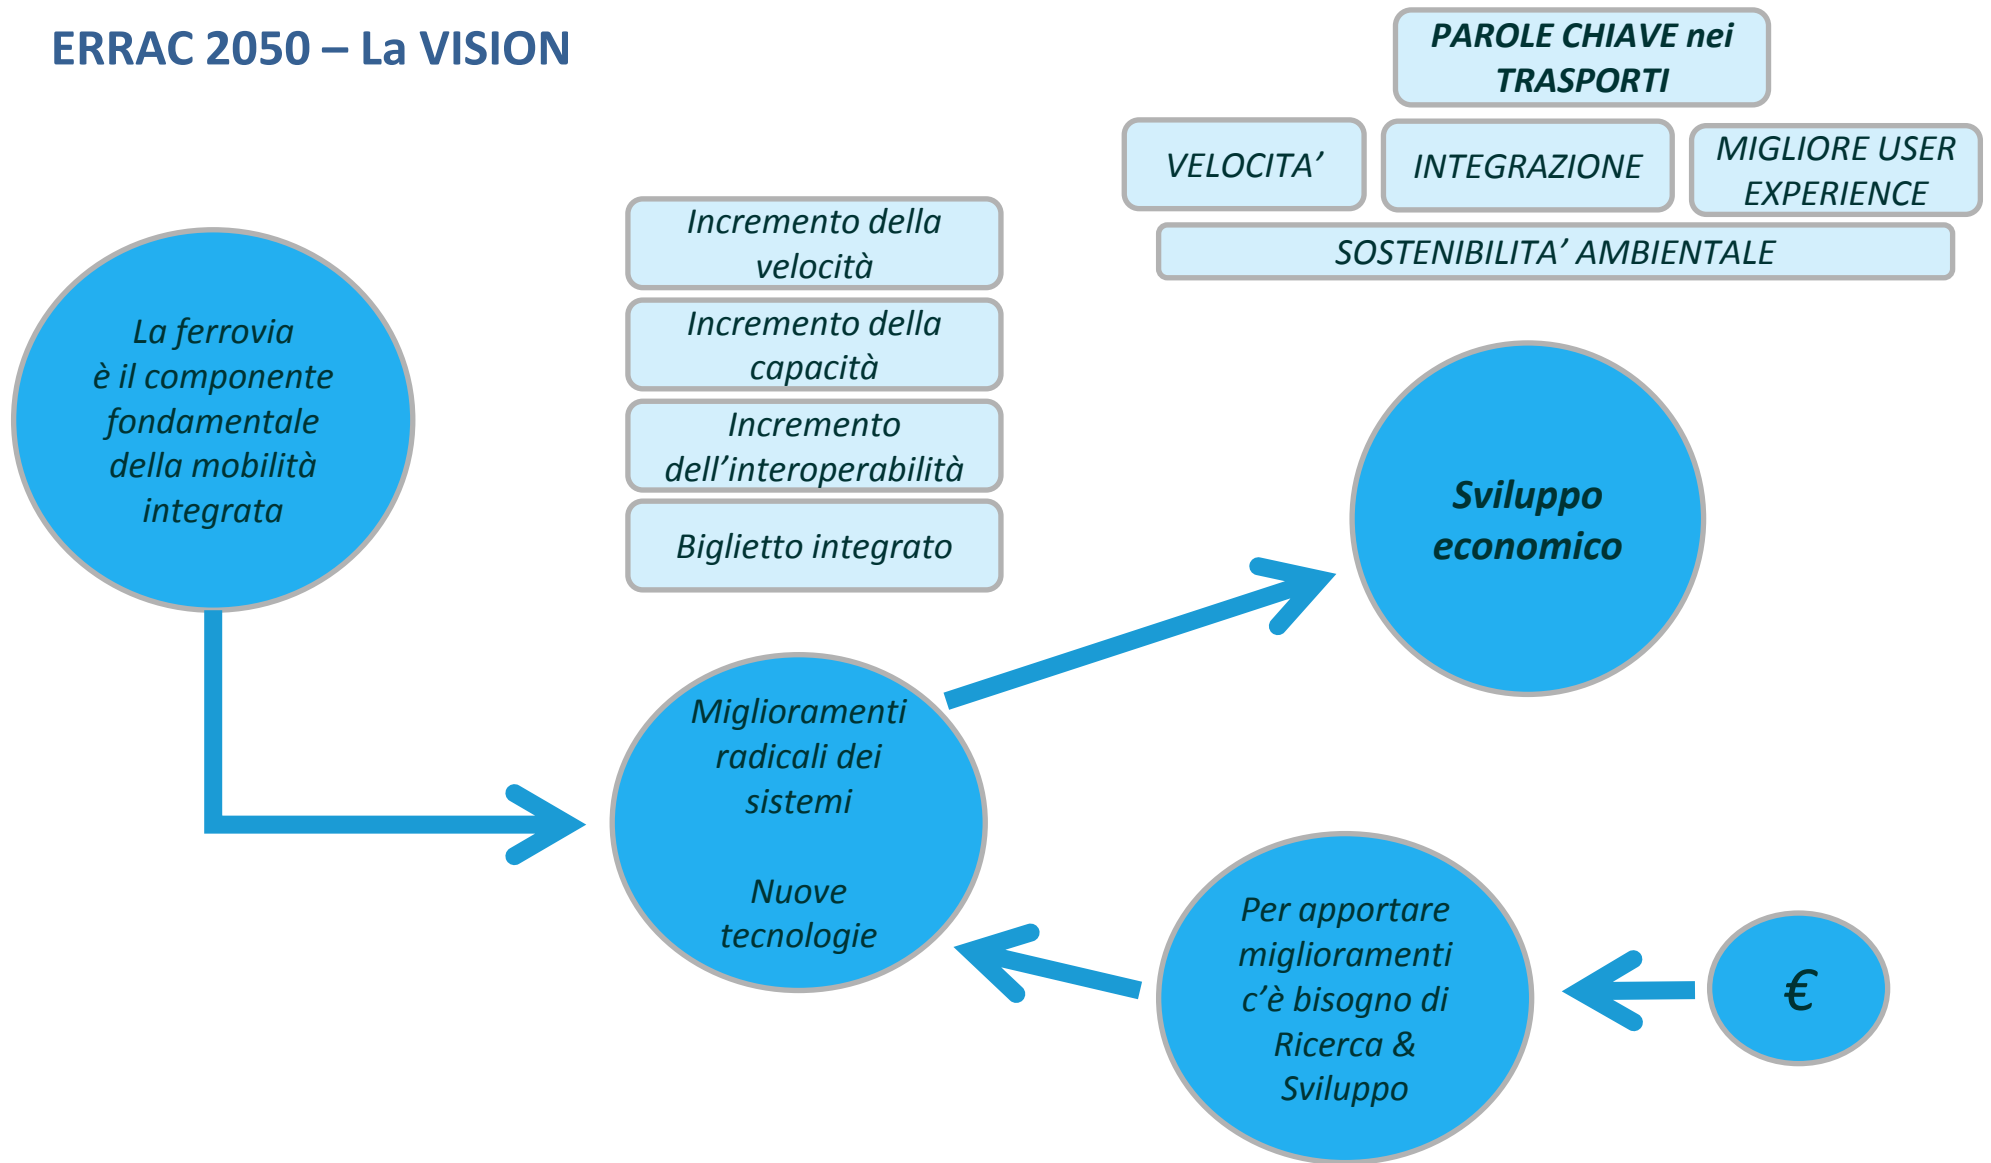 ERRAC 2050 – La VISION
PAROLE CHIAVE nei
TRASPORTI
VELOCITA’
INTEGRAZIONE
MIGLIORE USER
EXPERIENCE
SOSTENIBILITA’ AMBIENTALE
La ferrovia
è il componente
fondamentale
della mobilità
integrata
Incremento della
velocità
Incremento della
capacità
Incremento
dell’interoperabilità
Biglietto integrato
Sviluppo
economico
Miglioramenti
radicali dei
sistemi
Nuove
tecnologie
Per apportare
miglioramenti
c’è bisogno di
Ricerca &
Sviluppo
€